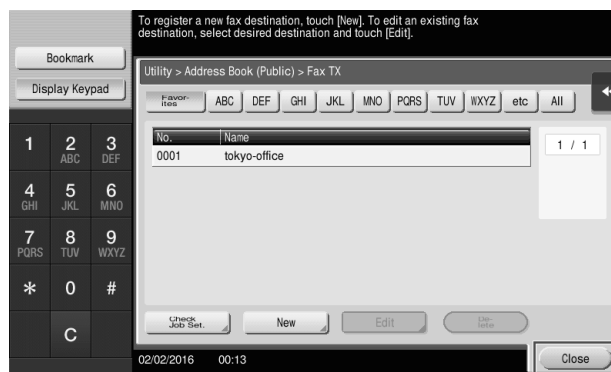 To register a new fax destination, touch [New]. To edit an existing fax
destination, select desired destination and touch [Edit].
Bookmark
Display Keypad
Utility > Address Book (Public) > Fax TX
Favor-
ites
ABC DEF GHI JKL MNO PQRS TUV WXYZ etc All
No. Name
0001 tokyo-office
1 / 1
1 2 3
ABC DEF
4 5 6
GHI JKL MNO
7 8 9
PQRS TUV WXYZ
* 0 #
C
Check
Job Set.
New
Edit
De-
lete
02/02/2016 00:13
Close